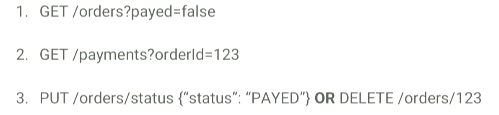 1. GET /orders?payed=false
2. GET /payments?orderId=123
3. PUT /orders/status {“status”: “PAYED”} OR DELETE /orders/123